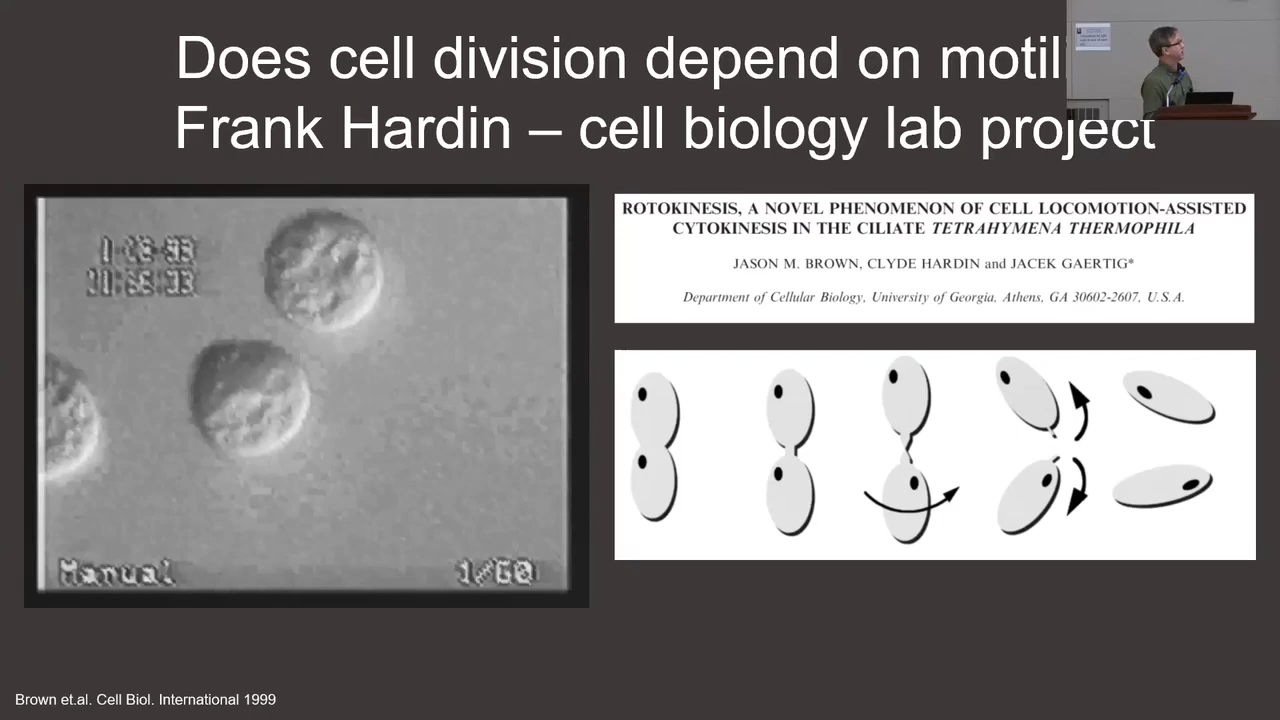 Does cell division depend on motil
Frank Hardin – cell biology lab project
ROTOKINESIS, A NOVEL PHENOMENON OF CELL LOCOMOTION-ASSISTED
CYTOKINESIS IN THE CILIATE TETRAHYMENA THERMOPHILA
JASON M. BROWN, CLYDE HARDIN and JACEK GAERTIG*
Department of Cellular Biology, University of Georgia, Athens, GA 30602-2607, U.S.A.
Manual
1/60
Brown et.al. Cell Biol. International 1999